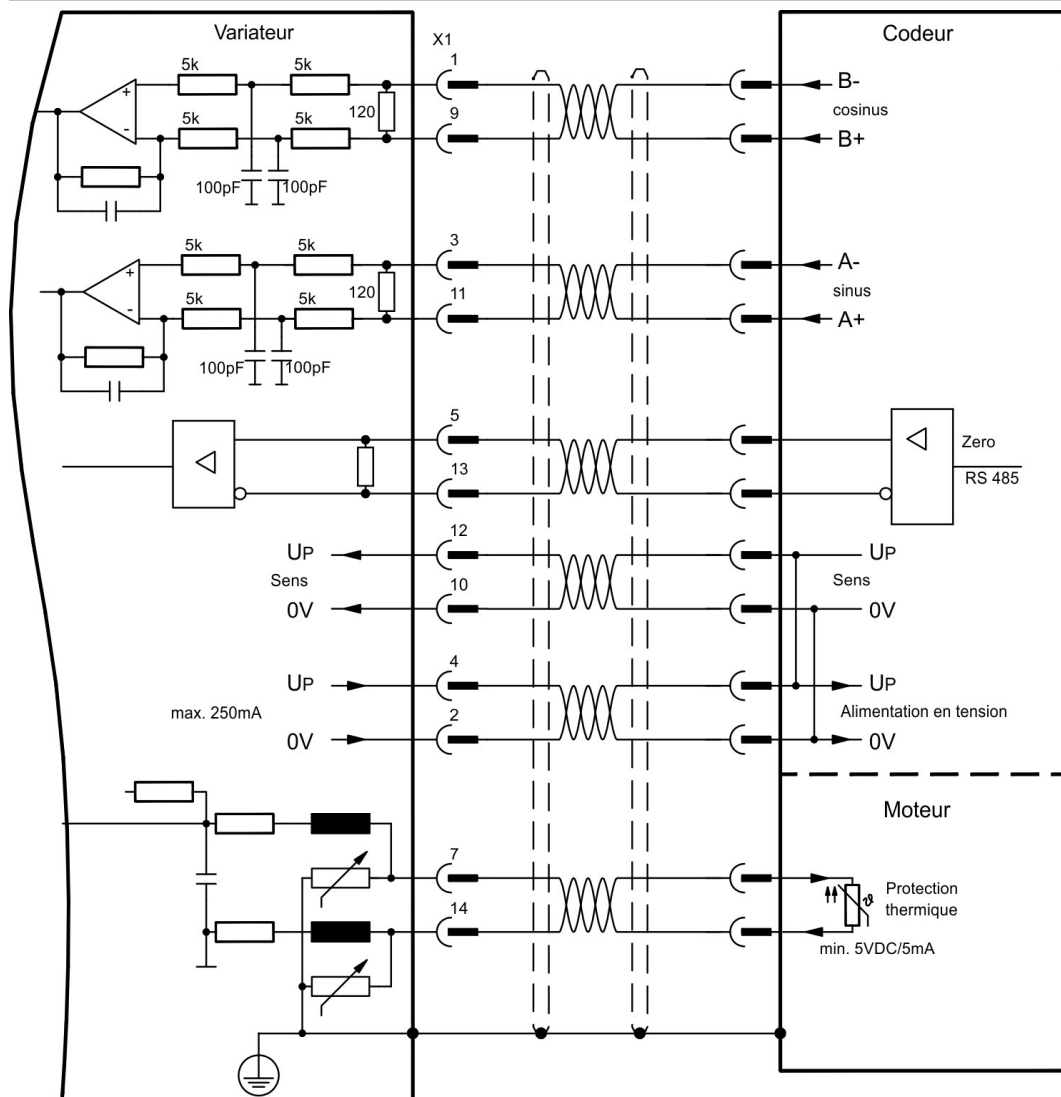 Variateur
X1
Codeur
5k
5k
1
B-
+
120
cosinus
-
5k
5k
9
B+
100pF
100pF
5k
5k
3
A-
+
120
sinus
-
5k
5k
11
A+
100pF
100pF
5
Zero
13
RS 485
UP
12
UP
Sens
Sens
0V
10
0V
UP
4
UP
max. 250mA
Alimentation en tension
0V
2
0V
Moteur
7
Protection
thermique
14
min. 5VDC/5mA